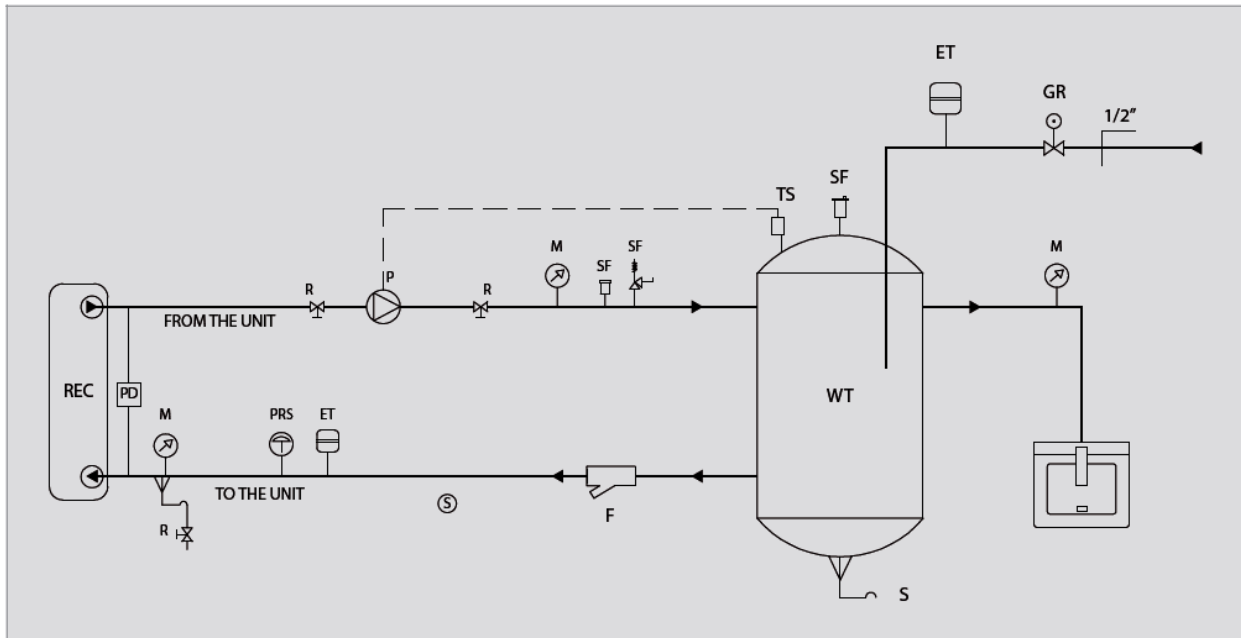 ET
GR
1/2″
TS
SF
M
SF
SF
M
R
P
R
FROM THE UNIT
REC
PD
WT
M
PRS
ET
TO THE UNIT
S
F
R
S